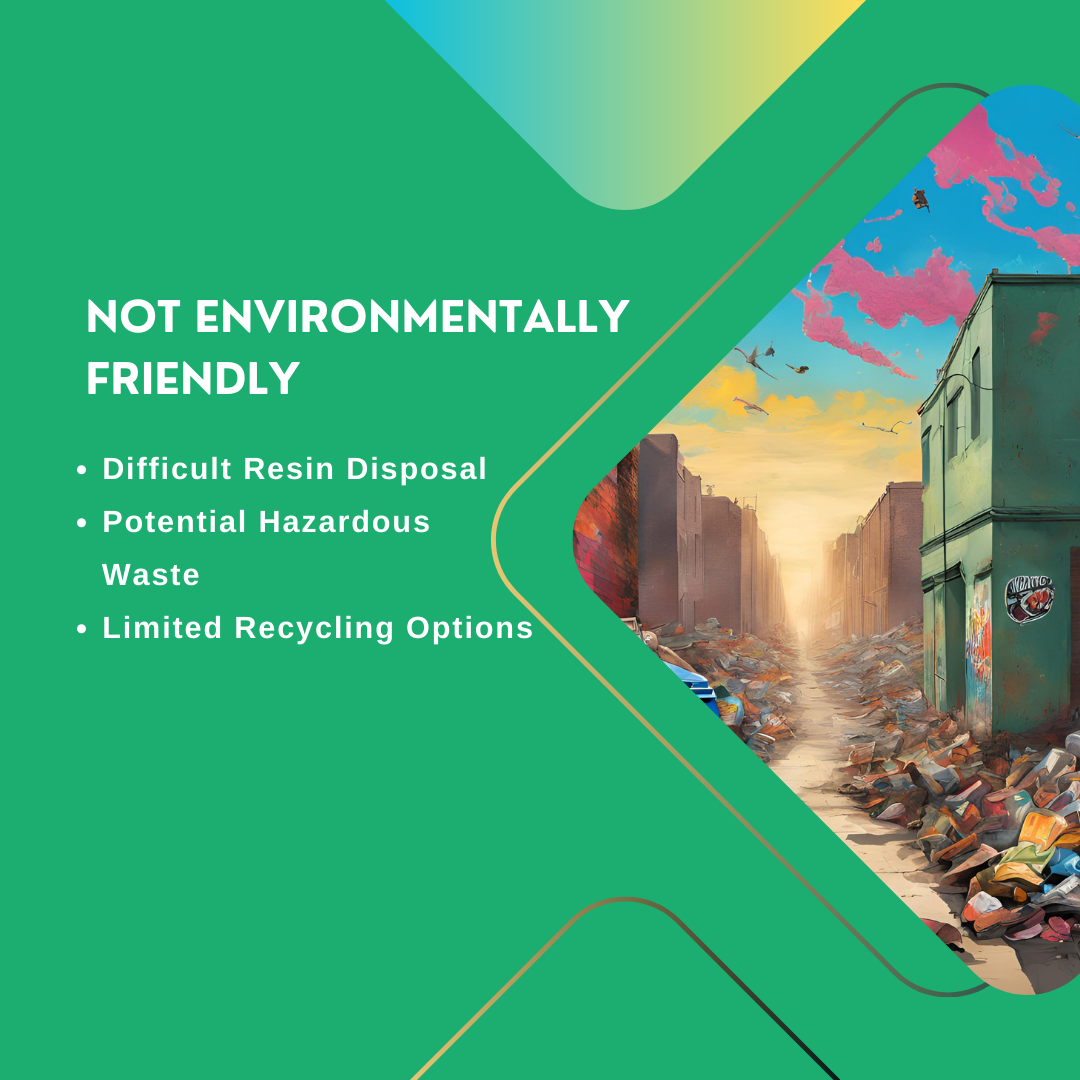 NOT ENVIRONMENTALLY
FRIENDLY
• Difficult Resin Disposal
• Potential Hazardous
Waste
• Limited Recycling Options